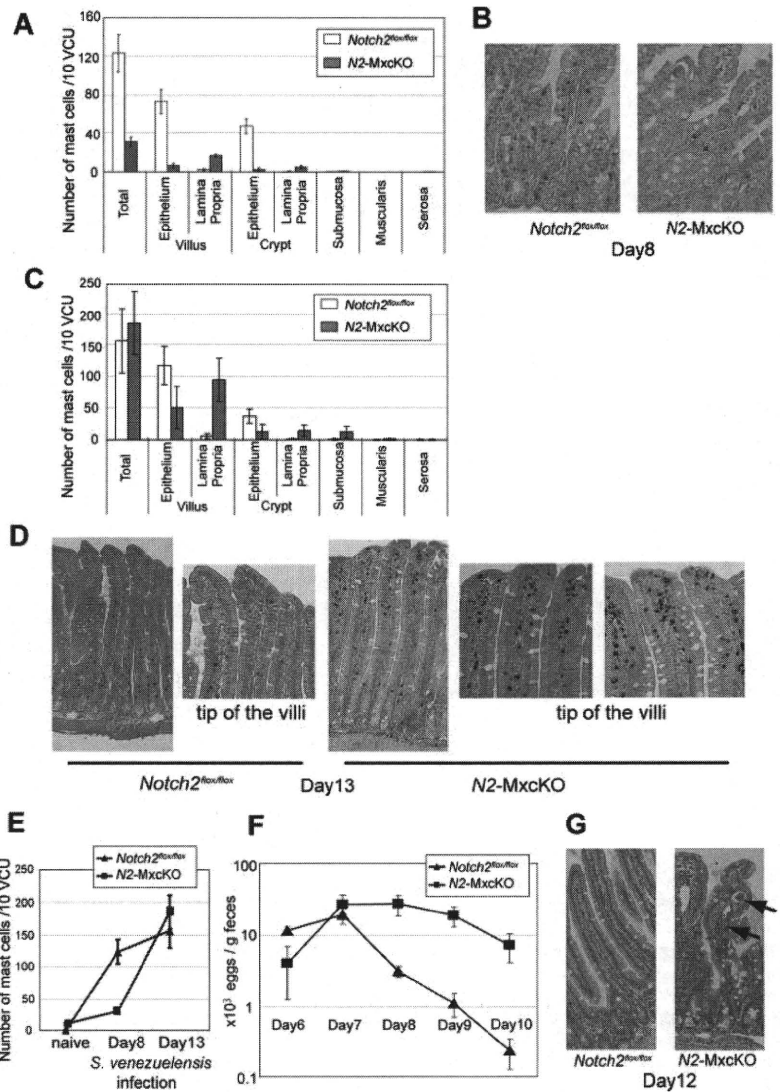 A
Number of mast cells /10 VCU
160
120
80
40
0
Notch2flox/flox
N2-MxcKO
Total
Epithelium
Lamina Propria
Epithelium
Lamina Propria
Submucosa
Muscularis
Serosa
Villus
Crypt
B
Notch2flox/flox
N2-MxcKO
Day8
C
Number of mast cells /10 VCU
250
200
150
100
50
0
Notch2flox/flox
N2-MxcKO
Total
Epithelium
Lamina Propria
Epithelium
Lamina Propria
Submucosa
Muscularis
Serosa
Villus
Crypt
D
tip of the villi
tip of the villi
Notch2flox/flox
Day13
N2-MxcKO
E
Number of mast cells /10 VCU
250
200
150
100
50
0
Notch2flox/flox
N2-MxcKO
naive
Day8
Day13
S. venezuelensis
infection
F
x10³ eggs / g feces
100
10
1
0.1
Notch2flox/flox
N2-MxcKO
Day6
Day7
Day8
Day9
Day10
G
Notch2flox/flox
N2-MxcKO
Day12